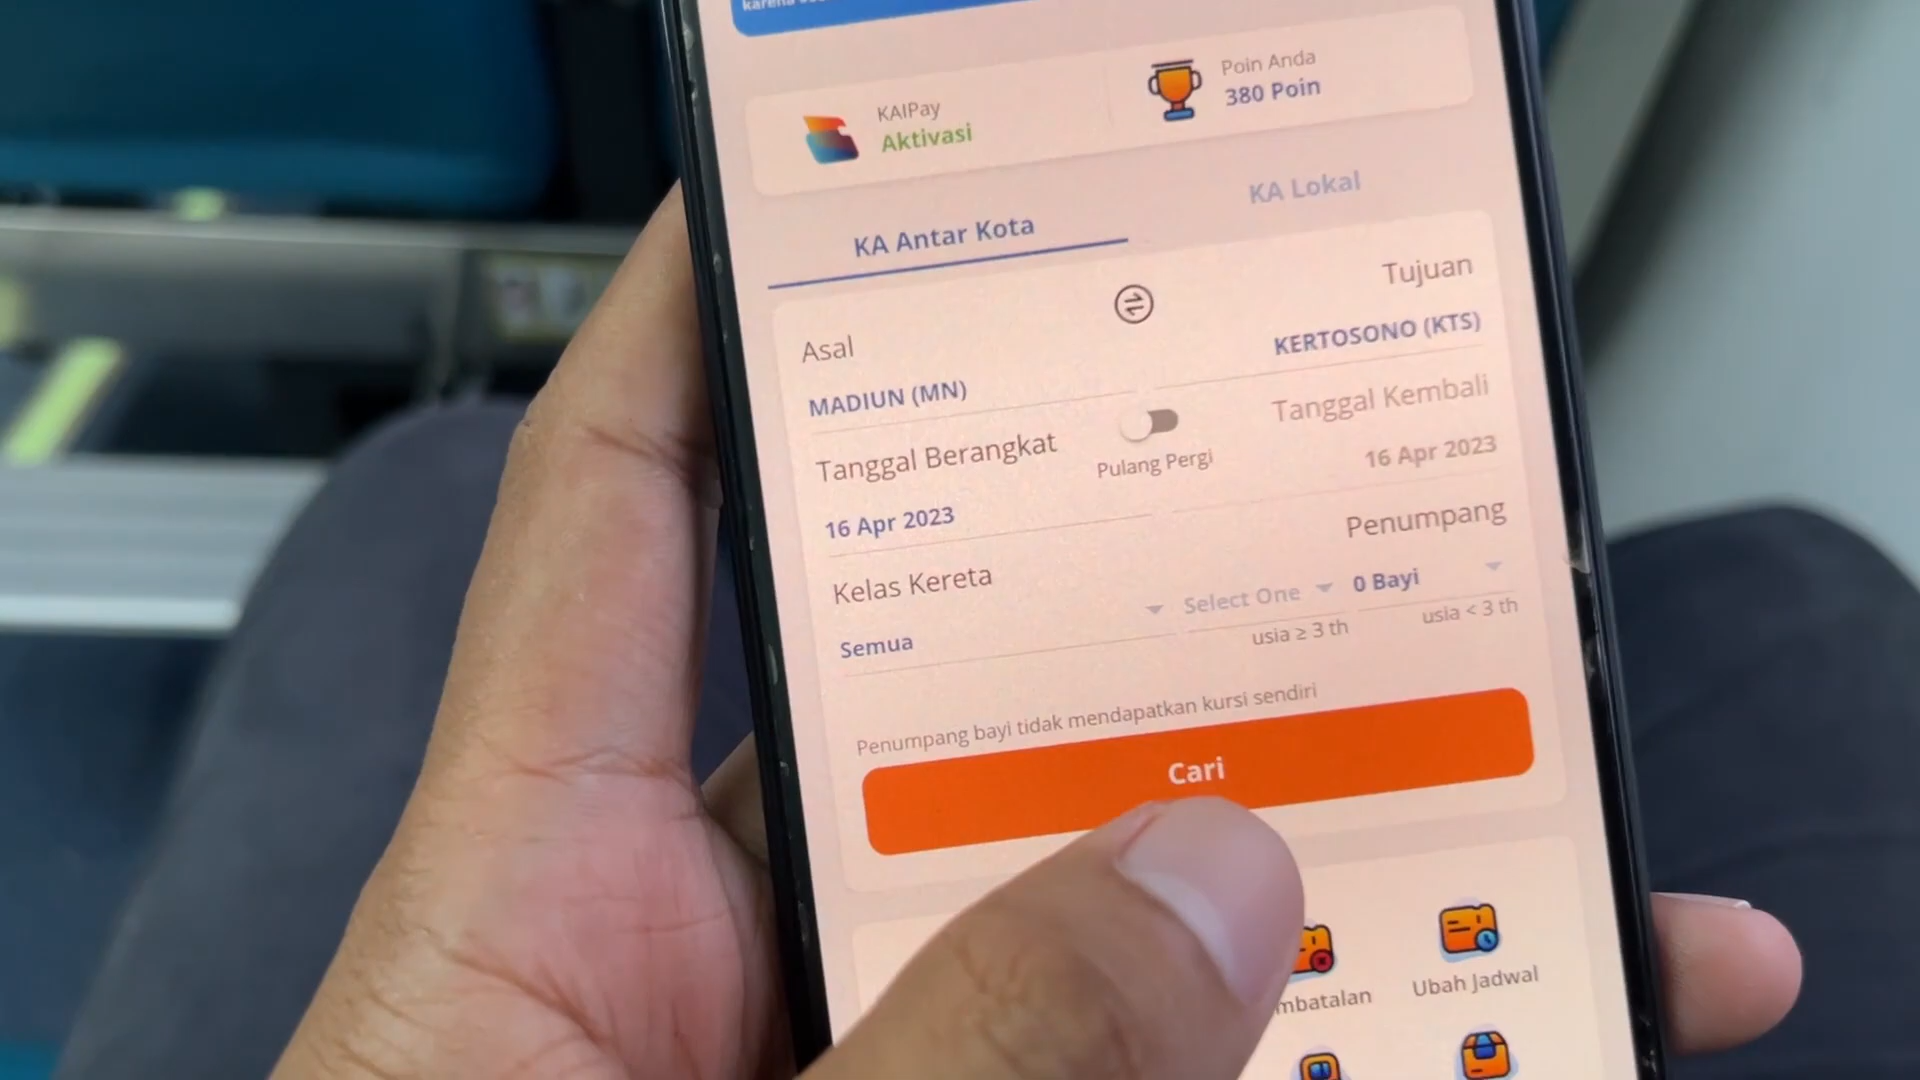 karena
KAIPay
Aktivasi
Poin Anda
380 Poin
KA Antar Kota
KA Lokal
Asal
Tujuan
MADIUN (MN)
KERTOSONO (KTS)
Tanggal Berangkat
Pulang Pergi
Tanggal Kembali
16 Apr 2023
16 Apr 2023
Kelas Kereta
Penumpang
Semua
Select One
0 Bayi
usia ≥ 3 th
usia < 3 th
Penumpang bayi tidak mendapatkan kursi sendiri
Cari
mbatalan
Ubah Jadwal